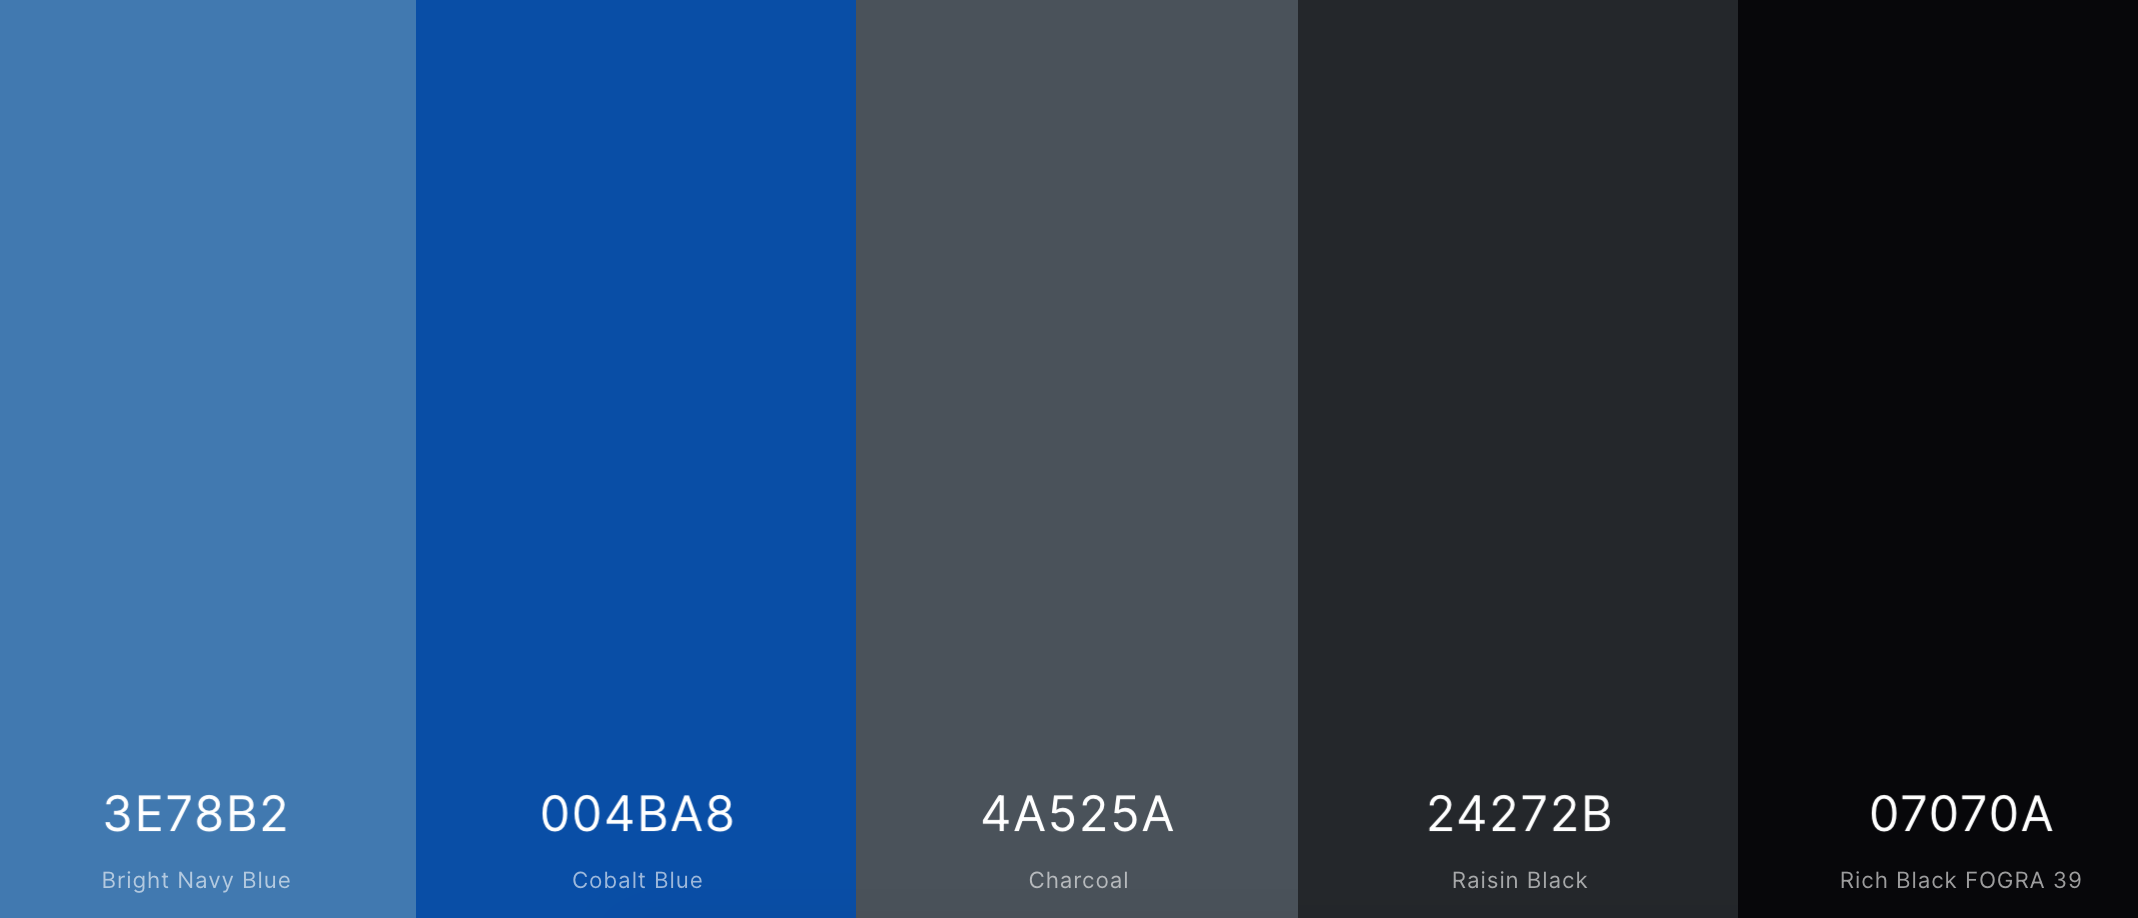 3E78B2
Bright Navy Blue
004BA8
Cobalt Blue
4A525A
Charcoal
24272B
Raisin Black
07070A
Rich Black FOGRA 39